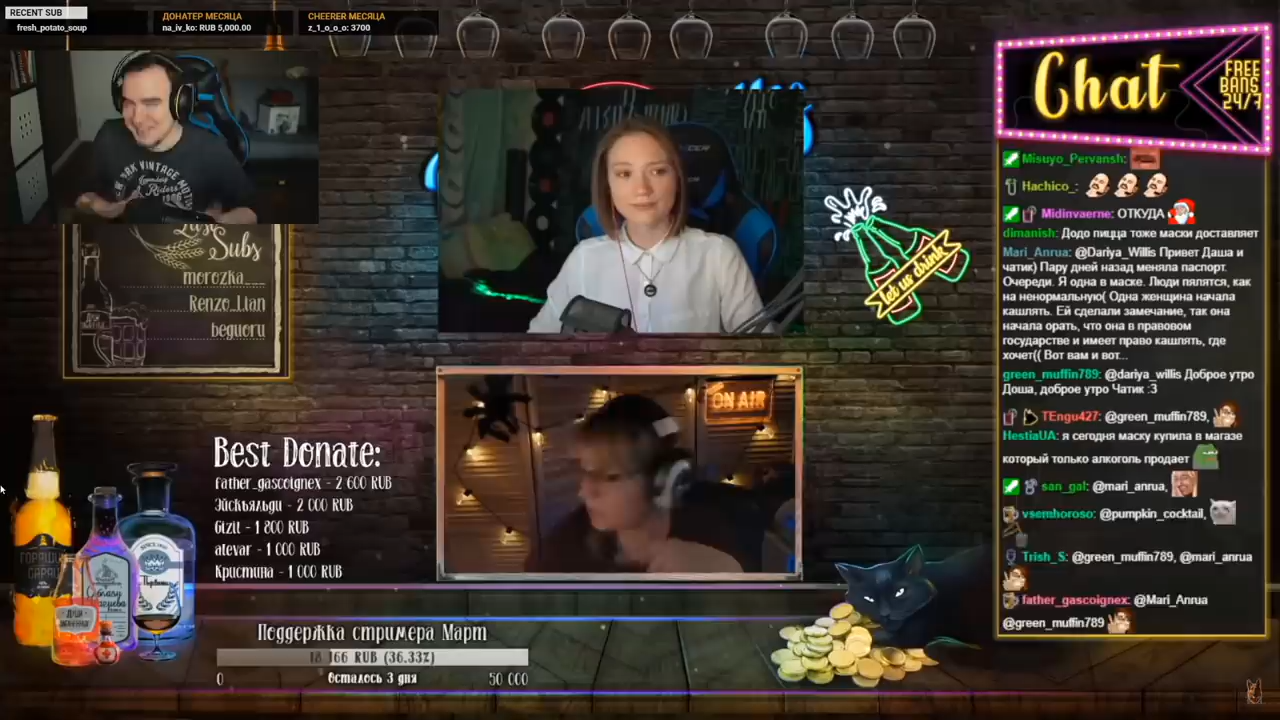 RECENT SUB
fresh_potato_soup
ДОНАТЕР МЕСЯЦА
na_iv_ko: RUB 5,000.00
CHEERER МЕСЯЦА
z_1_o_o_o: 3700
Last
Subs
morozka___
Renzo_Lian
beguoru
Best Donate:
father_gascoignex - 2 600 RUB
Эйскьяльди - 2 000 RUB
Gizit - 1 800 RUB
atevar - 1 000 RUB
Кристина - 1 000 RUB
Поддержка стримера Март
18 166 RUB (36.33%)
0
Осталось 3 дня
50 000
ON AIR
let us drink
Chat
FREE
BANS
24/7
Misuyo_Pervansh:
Hachico_:
Midinvaerne: ОТКУДА
dimanish: Додо пицца тоже маски доставляет
Mari_Anrua: @Dariya_Willis Привет Даша и
чатик) Пару дней назад меняла паспорт.
Очереди. Я одна в маске. Люди пялятся, как
на ненормальную( Одна женщина начала
кашлять. Ей сделали замечание, так она
начала орать, что она в правовом
государстве и имеет право кашлять, где
хочет(( Вот вам и вот...
green_muffin789: @dariya_willis Доброе утро
Доша, доброе утро Чатик :3
TEngu427: @green_muffin789,
HestiaUA: я сегодня маску купила в магазе
который только алкоголь продает
san_gal: @mari_anrua,
vsemhoroso: @pumpkin_cocktail,
Trish_S: @green_muffin789, @mari_anrua
father_gascoignex: @Mari_Anrua
@green_muffin789